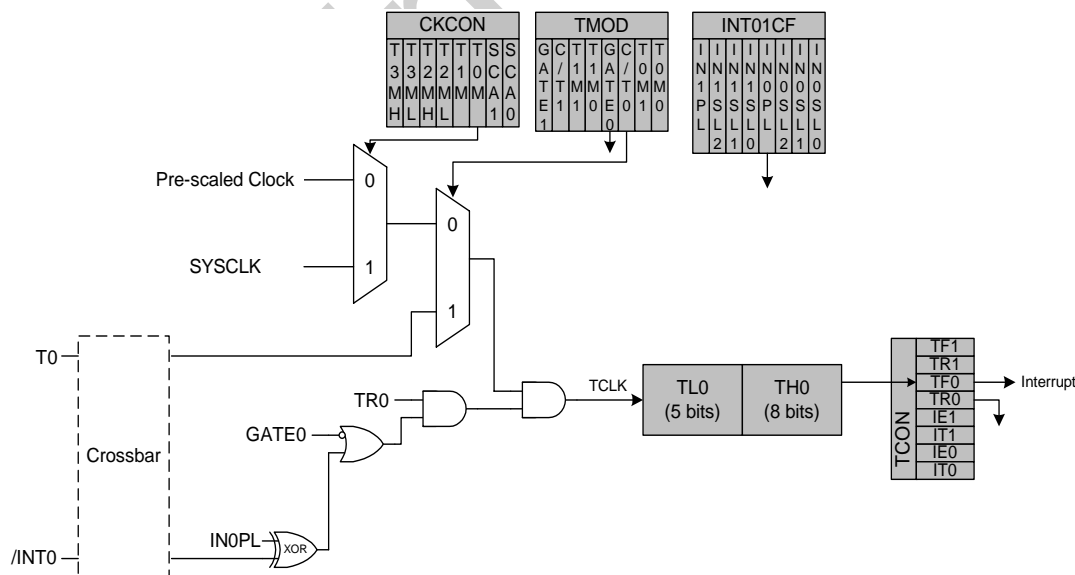 CKCON
T3MH
T3ML
T2MH
T2ML
T1M
T0M
SCA1
SCA0
TMOD
GATE1
C/T1
T1M1
T1M0
GATE0
C/T0
T0M1
T0M0
INT01CF
IN1PL
IN1SL2
IN1SL1
IN1SL0
IN0PL
IN0SL2
IN0SL1
IN0SL0
Pre-scaled Clock
0
SYSCLK
1
0
1
T0
Crossbar
/INT0
TR0
GATE0
IN0PL
XOR
TCLK
TL0
(5 bits)
TH0
(8 bits)
TCON
TF1
TR1
TF0
TR0
IE1
IT1
IE0
IT0
Interrupt